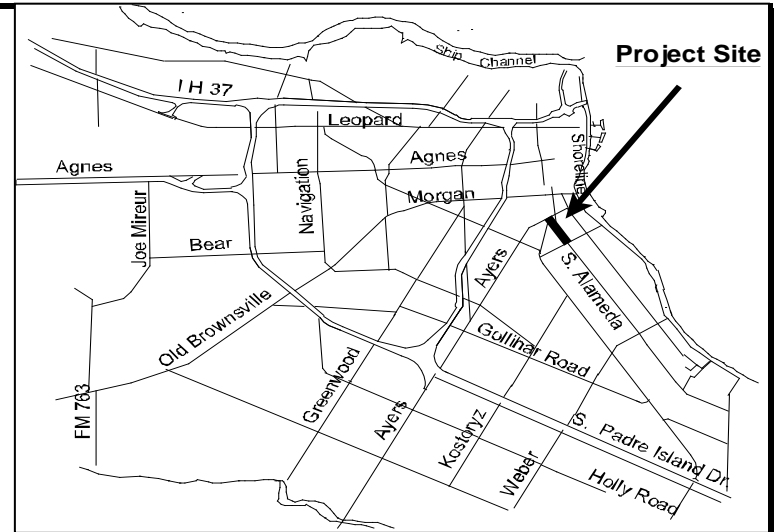 Project Site
Ship Channel
I H 37
Leopard
Shoreline
Agnes
Agnes
Navigation
Morgan
Joe Mireur
Bear
Ayers
S. Alameda
Old Brownsville
Gollihar Road
FM 763
Greenwood
Ayers
Kostoryz
Weber
S. Padre Island Dr.
Holly Road